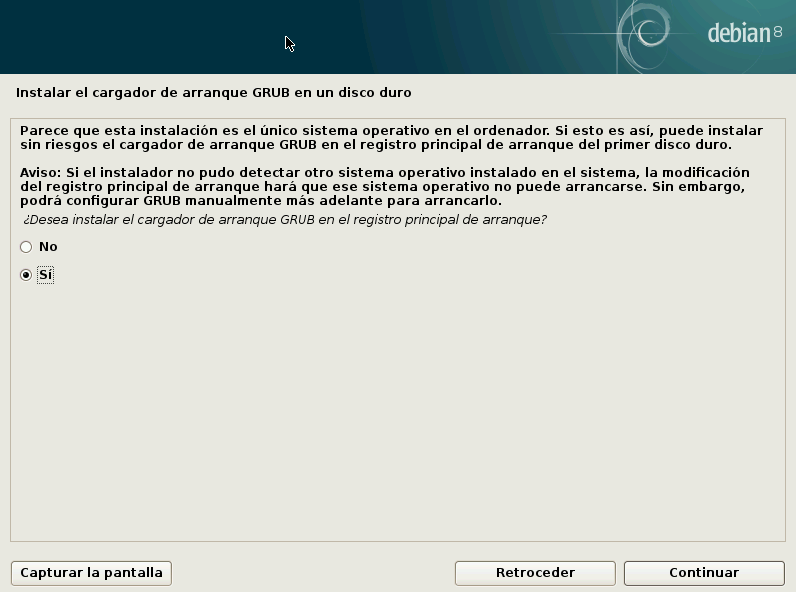 debian 8
Instalar el cargador de arranque GRUB en un disco duro
Parece que esta instalación es el único sistema operativo en el ordenador. Si esto es así, puede instalar
sin riesgos el cargador de arranque GRUB en el registro principal de arranque del primer disco duro.
Aviso: Si el instalador no pudo detectar otro sistema operativo instalado en el sistema, la modificación
del registro principal de arranque hará que ese sistema operativo no puede arrancarse. Sin embargo,
podrá configurar GRUB manualmente más adelante para arrancarlo.
¿Desea instalar el cargador de arranque GRUB en el registro principal de arranque?
No
Sí
Capturar la pantalla
Retroceder
Continuar